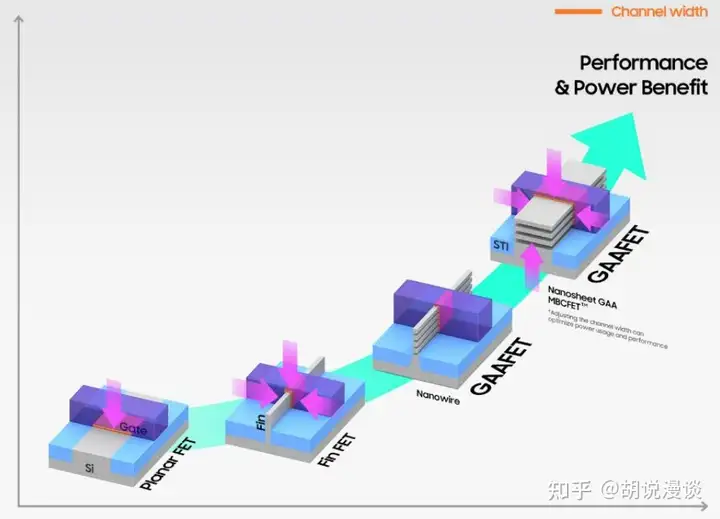 Channel width
Performance
& Power Benefit
STI
GAAFET
Nanosheet GAA
MBCFET™
*Adjusting the channel width can
optimize power usage and performance
GAAFET
Nanowire
Fin
Fin FET
Gate
Si
Planar FET
知乎 @胡说漫谈